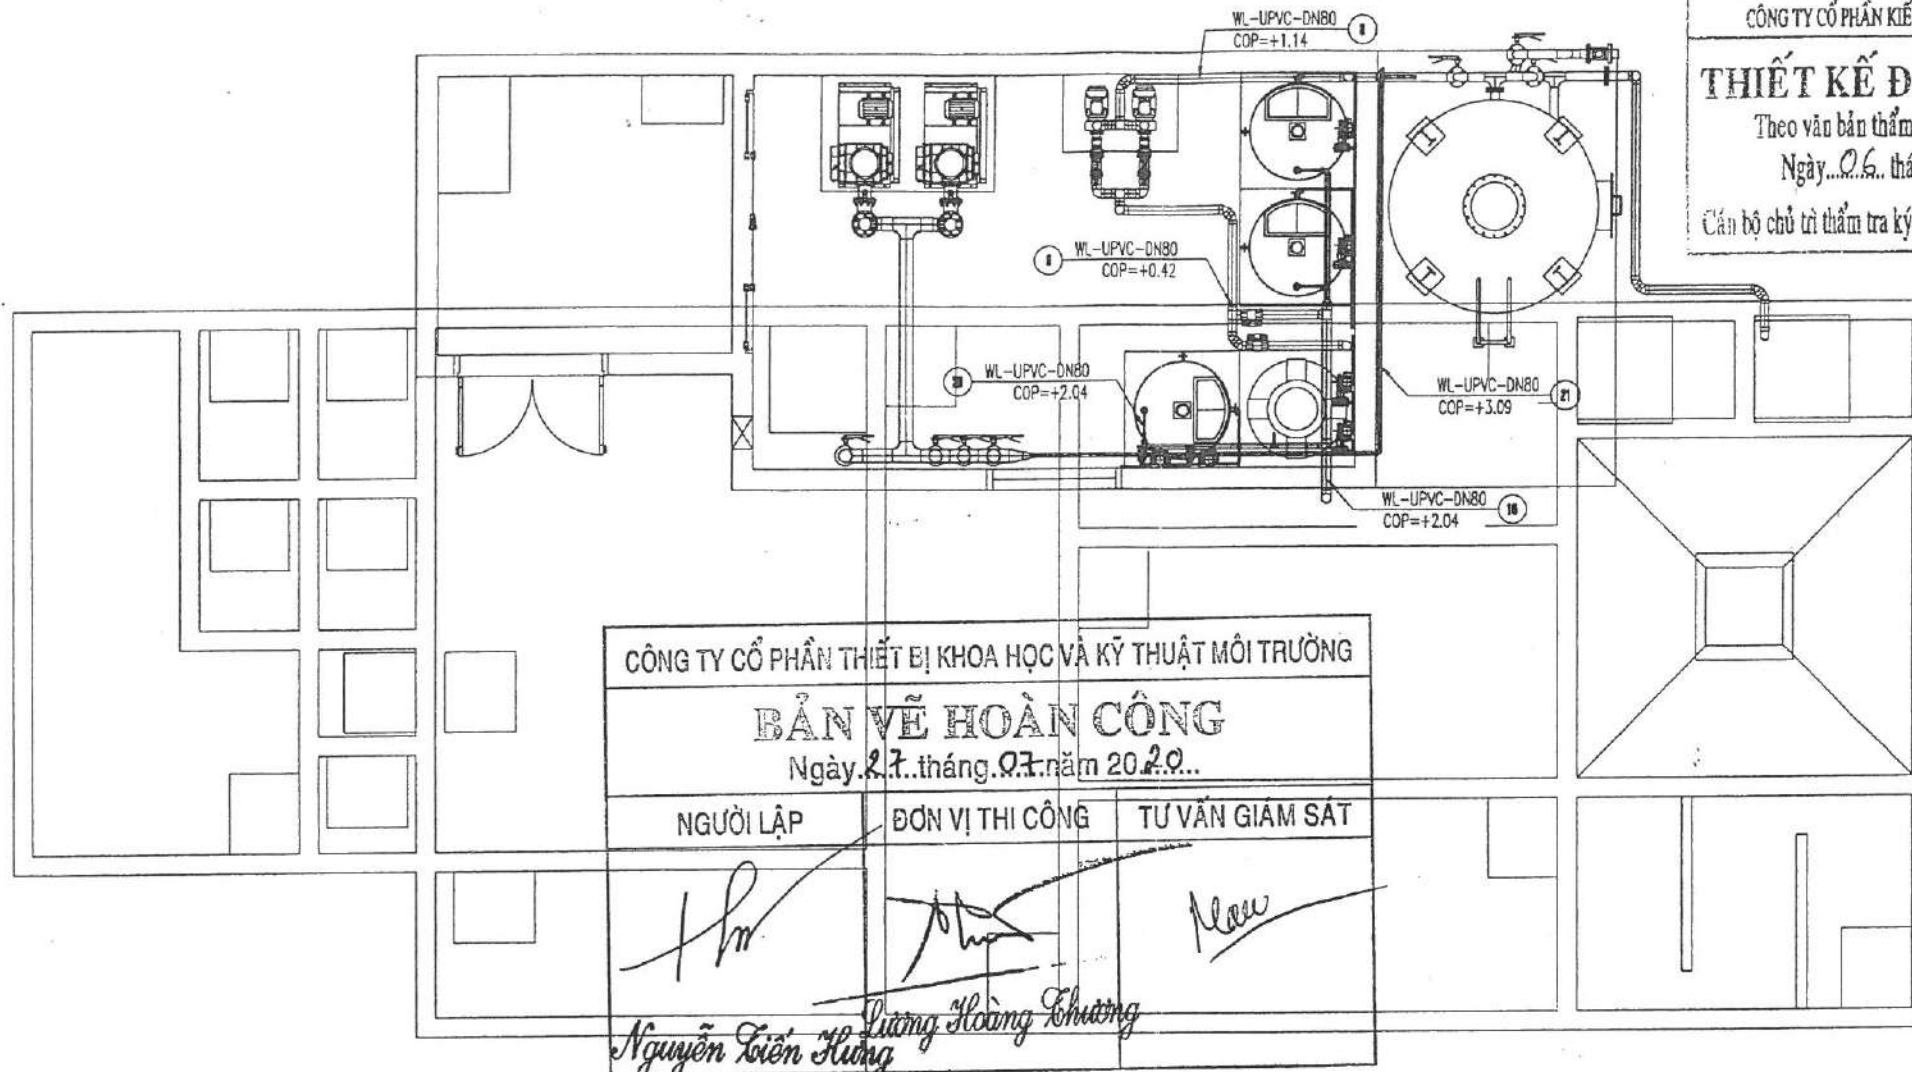 WL-UPVC-DN80
COP=+1.14
CÔNG TY CỔ PHẦN KIỂ
THIẾT KẾ Đ
Theo văn bản thẩm
Ngày...06... thá
Cán bộ chủ trì thẩm tra ký
WL-UPVC-DN80
COP=+0.42
WL-UPVC-DN80
COP=+2.04
WL-UPVC-DN80
COP=+3.09
21
WL-UPVC-DN80
COP=+2.04
CÔNG TY CỔ PHẦN THIẾT BỊ KHOA HỌC VÀ KỸ THUẬT MÔI TRƯỜNG
BẢN VẼ HOÀN CÔNG
Ngày.27..tháng.07.năm 20.20...
NGƯỜI LẬP
ĐƠN VỊ THI CÔNG
TƯ VẤN GIÁM SÁT
Nguyễn Tiến Hưng
Lương Hoàng Chương